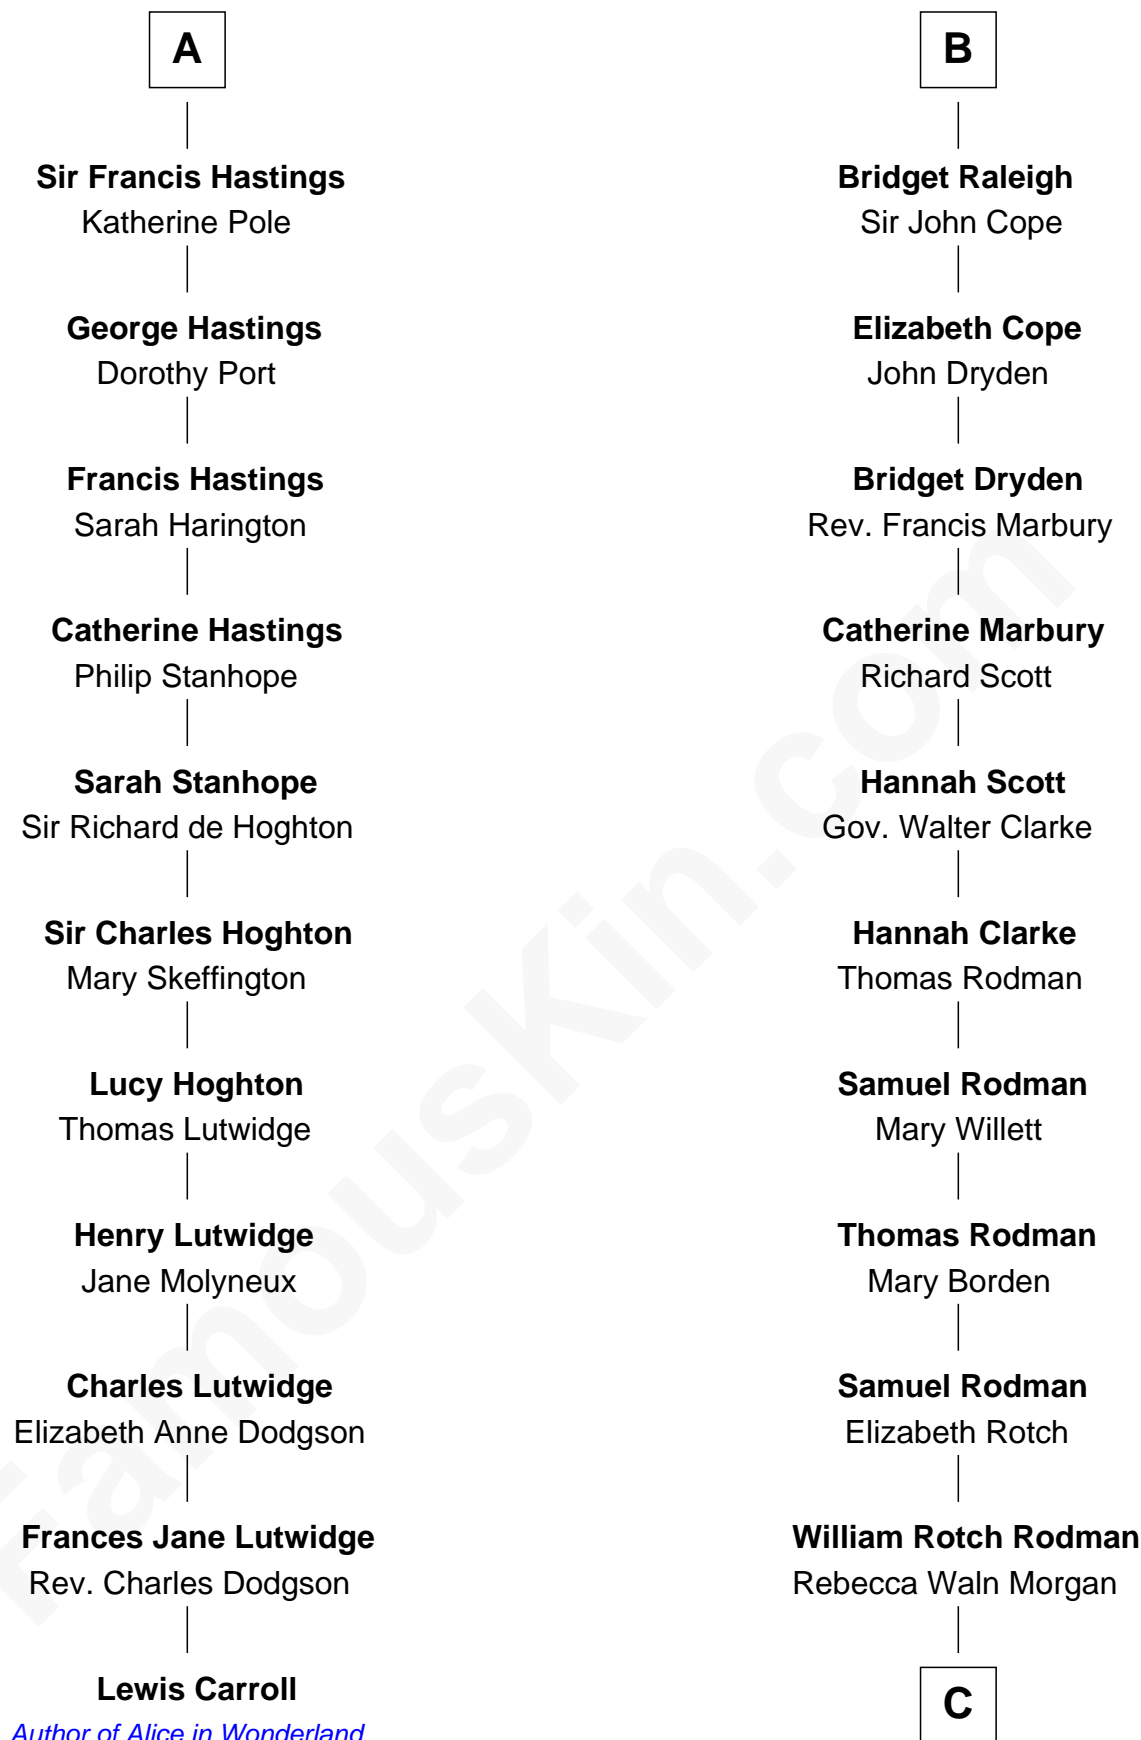 A
Sir Francis Hastings
Katherine Pole
George Hastings
Dorothy Port
Francis Hastings
Sarah Harington
Catherine Hastings
Philip Stanhope
Sarah Stanhope
Sir Richard de Hoghton
Sir Charles Hoghton
Mary Skeffington
Lucy Hoghton
Thomas Lutwidge
Henry Lutwidge
Jane Molyneux
Charles Lutwidge
Elizabeth Anne Dodgson
Frances Jane Lutwidge
Rev. Charles Dodgson
Lewis Carroll
Author of Alice in Wonderland
B
Bridget Raleigh
Sir John Cope
Elizabeth Cope
John Dryden
Bridget Dryden
Rev. Francis Marbury
Catherine Marbury
Richard Scott
Hannah Scott
Gov. Walter Clarke
Hannah Clarke
Thomas Rodman
Samuel Rodman
Mary Willett
Thomas Rodman
Mary Borden
Samuel Rodman
Elizabeth Rotch
William Rotch Rodman
Rebecca Waln Morgan
C
FamousKin.com